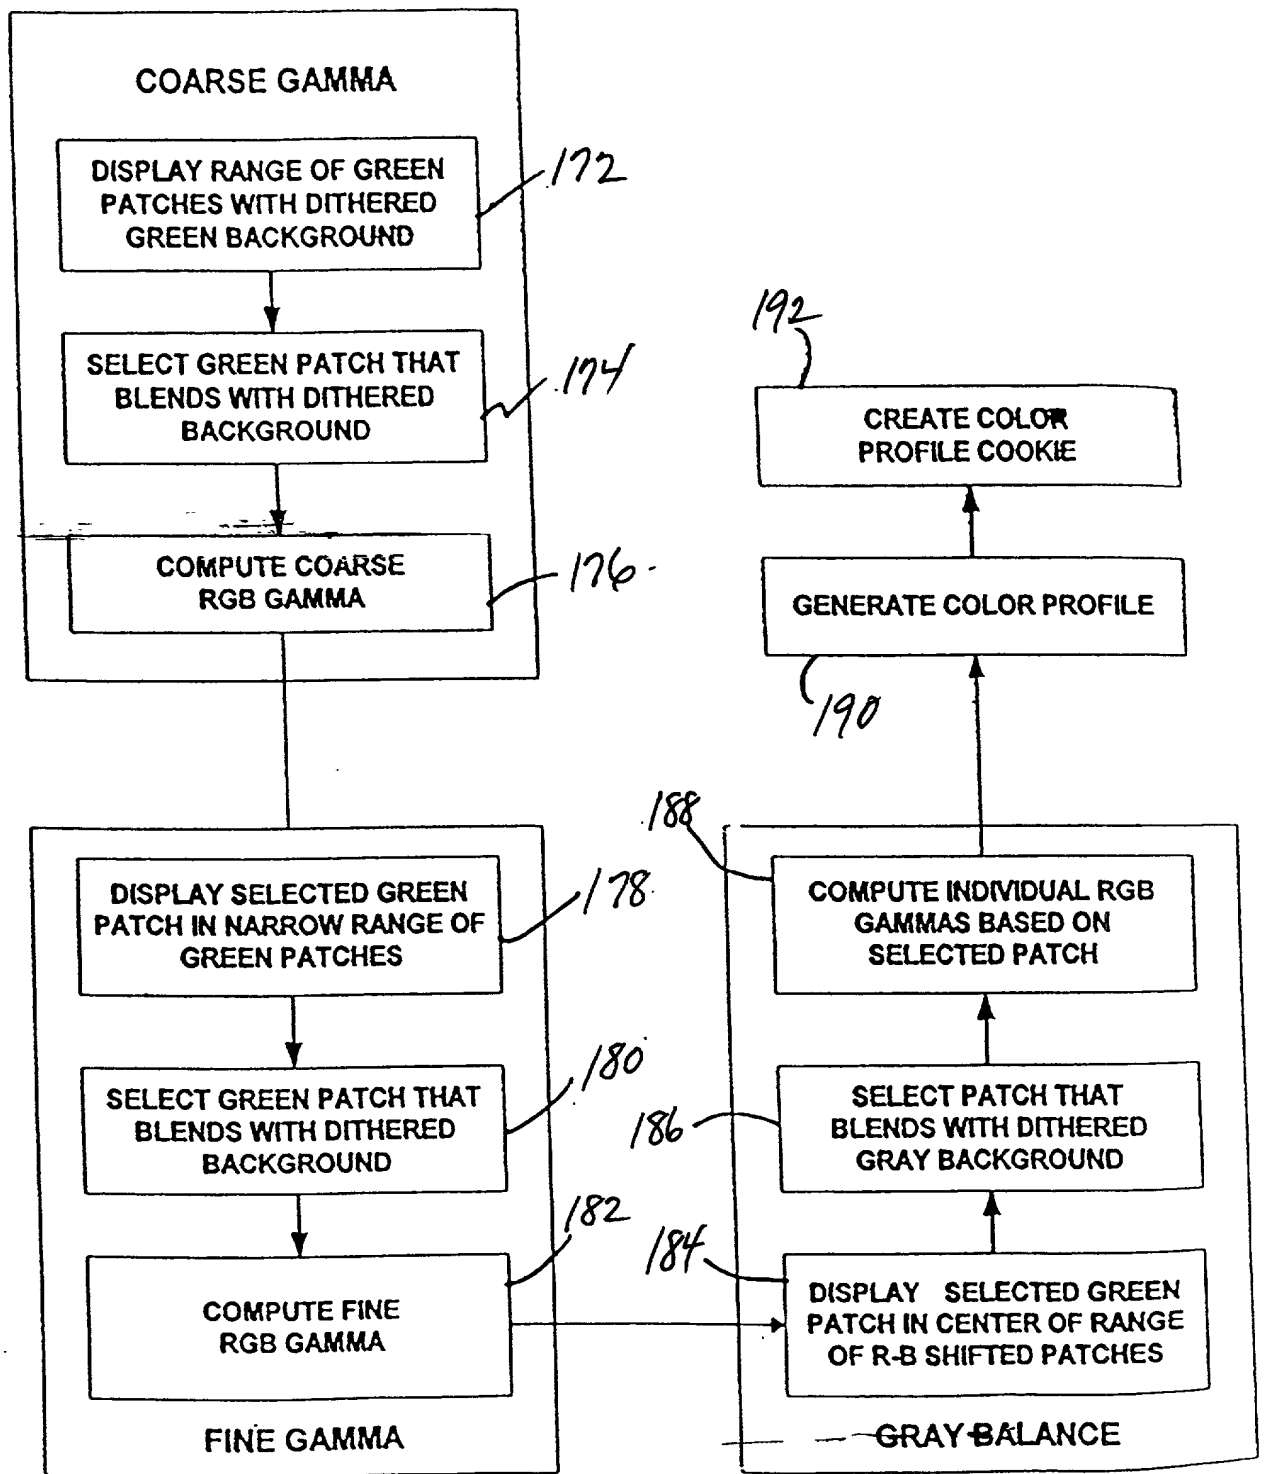 COARSE GAMMA
DISPLAY RANGE OF GREEN
PATCHES WITH DITHERED
GREEN BACKGROUND
172
SELECT GREEN PATCH THAT
BLENDS WITH DITHERED
BACKGROUND
174
COMPUTE COARSE
RGB GAMMA
176
DISPLAY SELECTED GREEN
PATCH IN NARROW RANGE OF
GREEN PATCHES
178
SELECT GREEN PATCH THAT
BLENDS WITH DITHERED
BACKGROUND
180
COMPUTE FINE
RGB GAMMA
182
FINE GAMMA
184
DISPLAY SELECTED GREEN
PATCH IN CENTER OF RANGE
OF R-B SHIFTED PATCHES
186
SELECT PATCH THAT
BLENDS WITH DITHERED
GRAY BACKGROUND
188
COMPUTE INDIVIDUAL RGB
GAMMAS BASED ON
SELECTED PATCH
GRAY BALANCE
190
GENERATE COLOR PROFILE
192
CREATE COLOR
PROFILE COOKIE